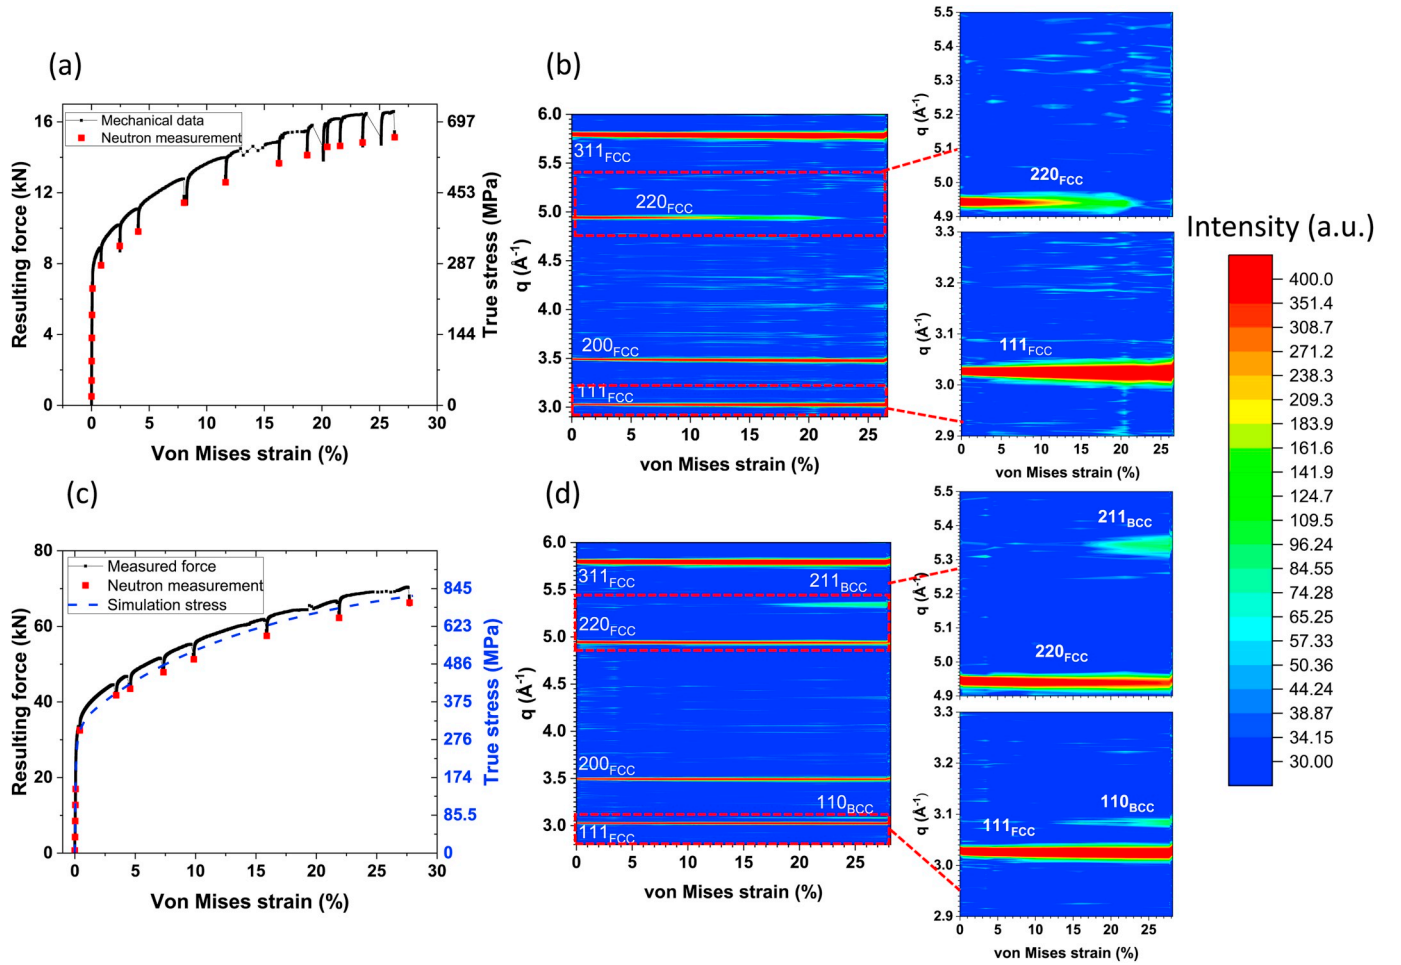 (a)
Resulting force (kN)
16
12
8
4
0
Mechanical data
Neutron measurement
697
453
287
144
0
True stress (MPa)
0 5 10 15 20 25 30
Von Mises strain (%)
(b)
q (Å-1)
6.0
5.5
5.0
4.5
4.0
3.5
3.0
311FCC
220FCC
200FCC
111FCC
0 5 10 15 20 25
von Mises strain (%)
q (Å-1)
5.5
5.4
5.3
5.2
5.1
5.0
4.9
220FCC
0 5 10 15 20 25
q (Å-1)
3.3
3.2
3.1
3.0
2.9
111FCC
0 5 10 15 20 25
von Mises strain (%)
(c)
Resulting force (kN)
80
60
40
20
0
Measured force
Neutron measurement
Simulation stress
845
623
486
375
276
174
85.5
0
True stress (MPa)
0 5 10 15 20 25 30
Von Mises strain (%)
(d)
q (Å-1)
6.0
5.5
5.0
4.5
4.0
3.5
3.0
311FCC
211BCC
220FCC
200FCC
110BCC
111FCC
0 5 10 15 20 25
von Mises strain (%)
q (Å-1)
5.5
5.4
5.3
5.2
5.1
5.0
4.9
211BCC
220FCC
0 5 10 15 20 25
q (Å-1)
3.3
3.2
3.1
3.0
2.9
110BCC
111FCC
0 5 10 15 20 25
von Mises strain (%)
Intensity (a.u.)
400.0
351.4
308.7
271.2
238.3
209.3
183.9
161.6
141.9
124.7
109.5
96.24
84.55
74.28
65.25
57.33
50.36
44.24
38.87
34.15
30.00